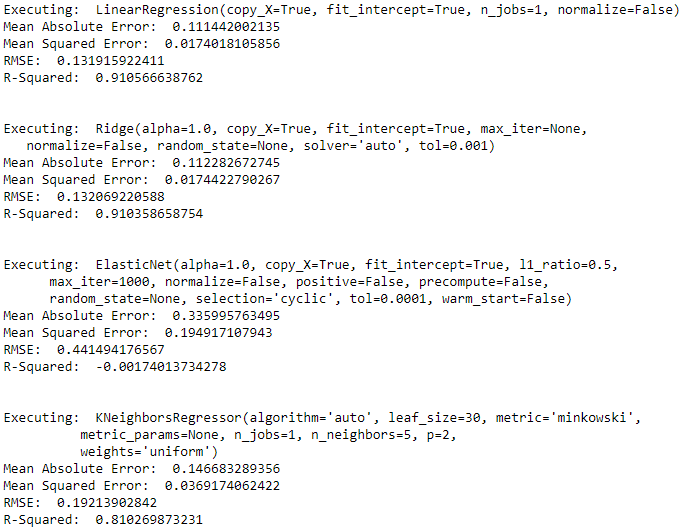 Executing:  LinearRegression(copy_X=True, fit_intercept=True, n_jobs=1, normalize=False)
Mean Absolute Error:  0.111442002135
Mean Squared Error:  0.0174018105856
RMSE:  0.131915922411
R-Squared:  0.910566638762
Executing:  Ridge(alpha=1.0, copy_X=True, fit_intercept=True, max_iter=None,
   normalize=False, random_state=None, solver='auto', tol=0.001)
Mean Absolute Error:  0.112282672745
Mean Squared Error:  0.0174422790267
RMSE:  0.132069220588
R-Squared:  0.910358658754
Executing:  ElasticNet(alpha=1.0, copy_X=True, fit_intercept=True, l1_ratio=0.5,
      max_iter=1000, normalize=False, positive=False, precompute=False,
      random_state=None, selection='cyclic', tol=0.0001, warm_start=False)
Mean Absolute Error:  0.335995763495
Mean Squared Error:  0.194917107943
RMSE:  0.441494176567
R-Squared:  -0.00174013734278
Executing:  KNeighborsRegressor(algorithm='auto', leaf_size=30, metric='minkowski',
          metric_params=None, n_jobs=1, n_neighbors=5, p=2,
          weights='uniform')
Mean Absolute Error:  0.146683289356
Mean Squared Error:  0.0369174062422
RMSE:  0.19213902842
R-Squared:  0.810269873231